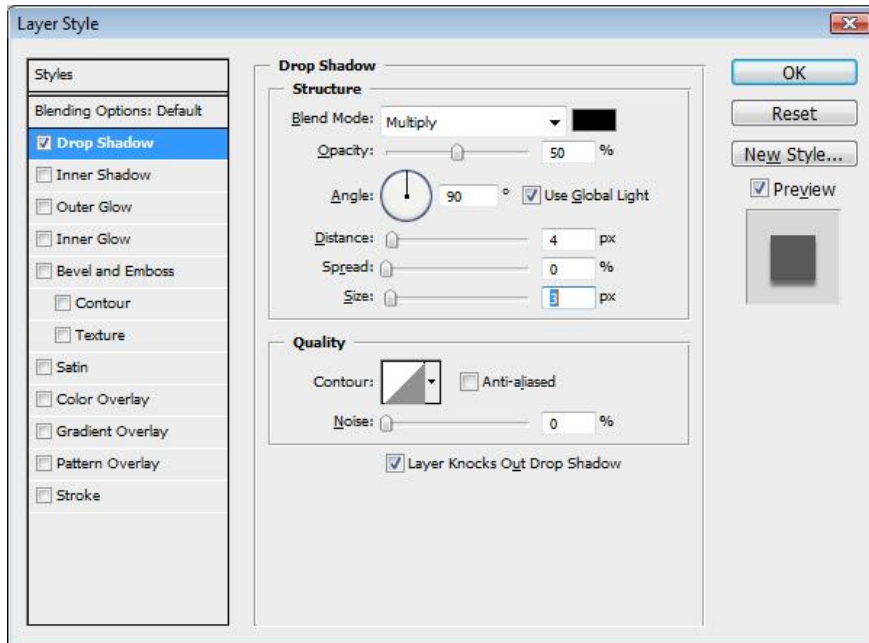 Layer Style
Styles
Blending Options: Default
Drop Shadow
Inner Shadow
Outer Glow
Inner Glow
Bevel and Emboss
Contour
Texture
Satin
Color Overlay
Gradient Overlay
Pattern Overlay
Stroke
Drop Shadow
Structure
Blend Mode: Multiply
Opacity: 50 %
Angle: 90 ° Use Global Light
Distance: 4 px
Spread: 0 %
Size: 3 px
Quality
Contour: Anti-aliased
Noise: 0 %
Layer Knocks Out Drop Shadow
OK
Reset
New Style...
Preview